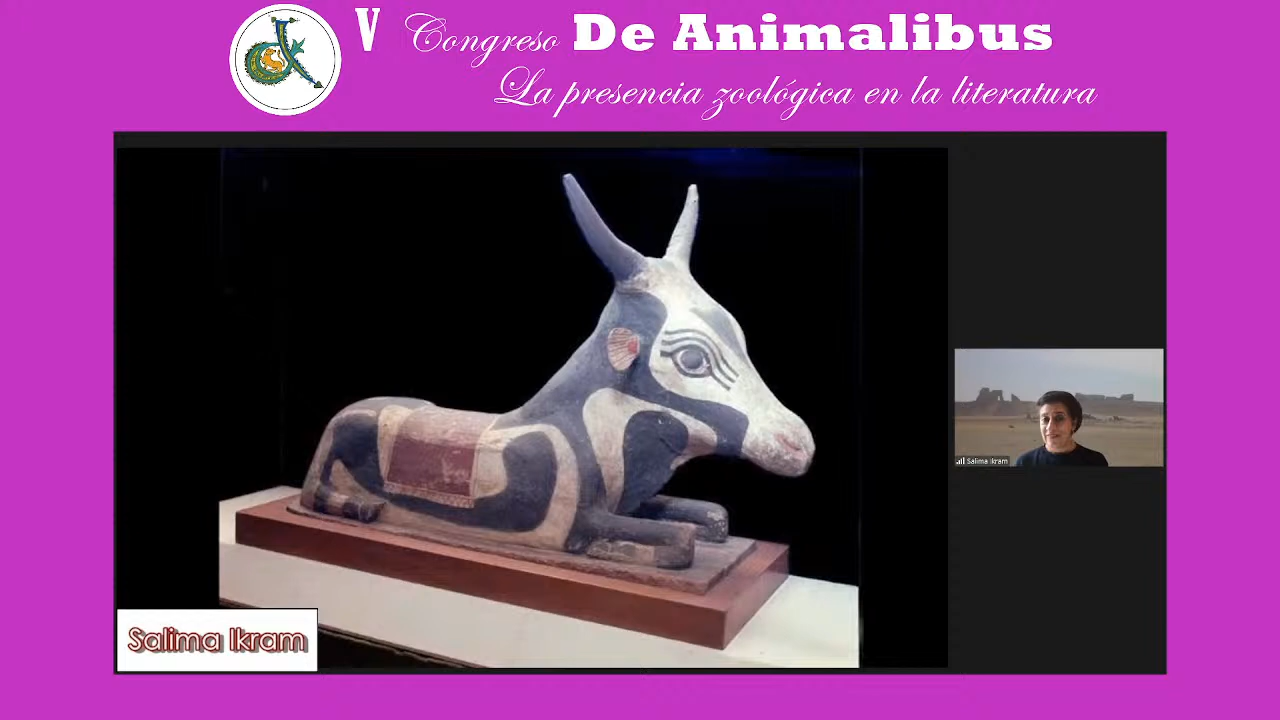 V Congreso De Animalibus
La presencia zoológica en la literatura
Salima Ikram
Salima Ikram